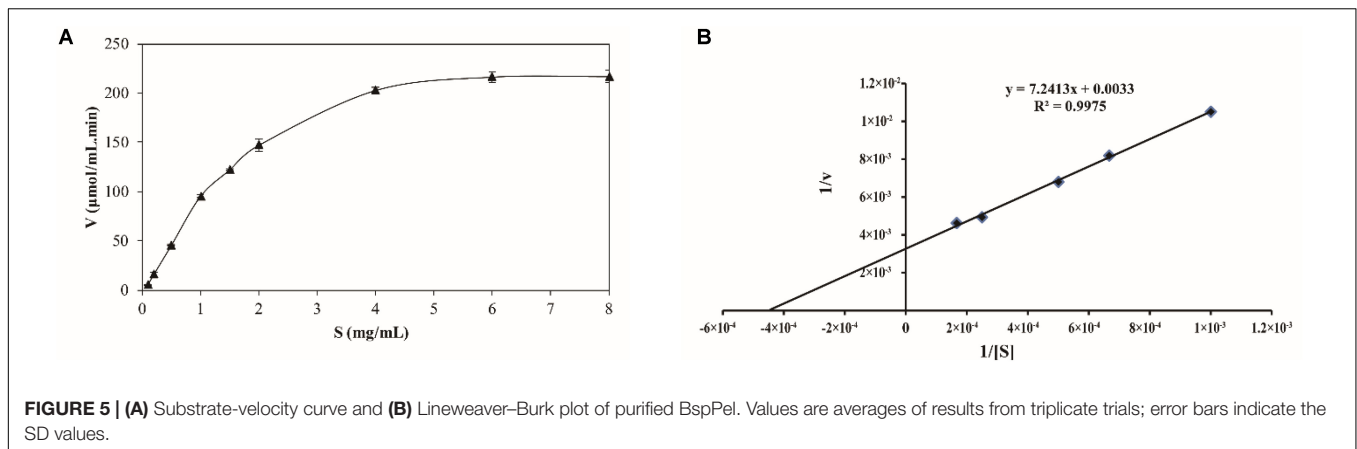 A
250
200
150
100
50
0
V (µmol/mL.min)
0 1 2 3 4 5 6 7 8
S (mg/mL)
B
1.2×10⁻²
1×10⁻²
8×10⁻³
6×10⁻³
4×10⁻³
2×10⁻³
1/v
y = 7.2413x + 0.0033
R² = 0.9975
-6×10⁻⁴ -4×10⁻⁴ -2×10⁻⁴ 0 2×10⁻⁴ 4×10⁻⁴ 6×10⁻⁴ 8×10⁻⁴ 1×10⁻³ 1.2×10⁻³
1/[S]
FIGURE 5 | (A) Substrate-velocity curve and (B) Lineweaver–Burk plot of purified BspPel. Values are averages of results from triplicate trials; error bars indicate the
SD values.